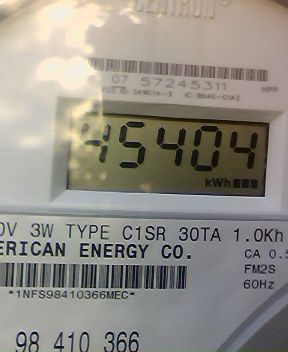 CENTRON®
07 57245311
45404
kWh
0V 3W TYPE C1SR 30TA 1.0Kh
ERICAN ENERGY CO.
CA 0.5
FM2S
*1NFS98410366MEC*
60Hz
98 410 366